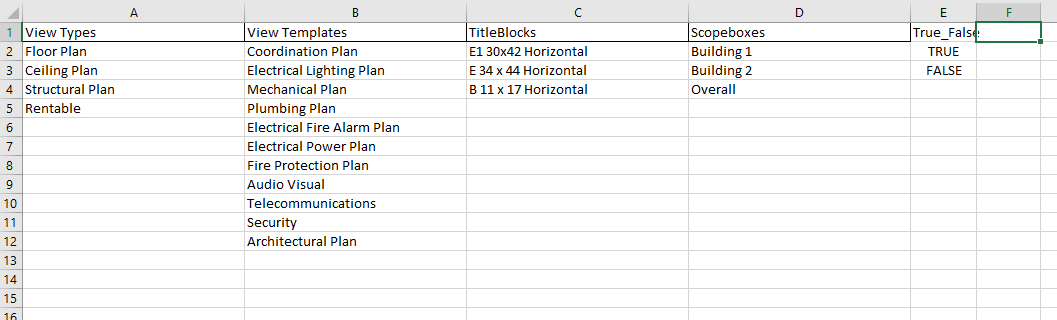 A B C D E F
1 View Types View Templates TitleBlocks Scopeboxes True_False
2 Floor Plan Coordination Plan E1 30x42 Horizontal Building 1 TRUE
3 Ceiling Plan Electrical Lighting Plan E 34 x 44 Horizontal Building 2 FALSE
4 Structural Plan Mechanical Plan B 11 x 17 Horizontal Overall
5 Rentable Plumbing Plan
6 Electrical Fire Alarm Plan
7 Electrical Power Plan
8 Fire Protection Plan
9 Audio Visual
10 Telecommunications
11 Security
12 Architectural Plan
13
14
15
16